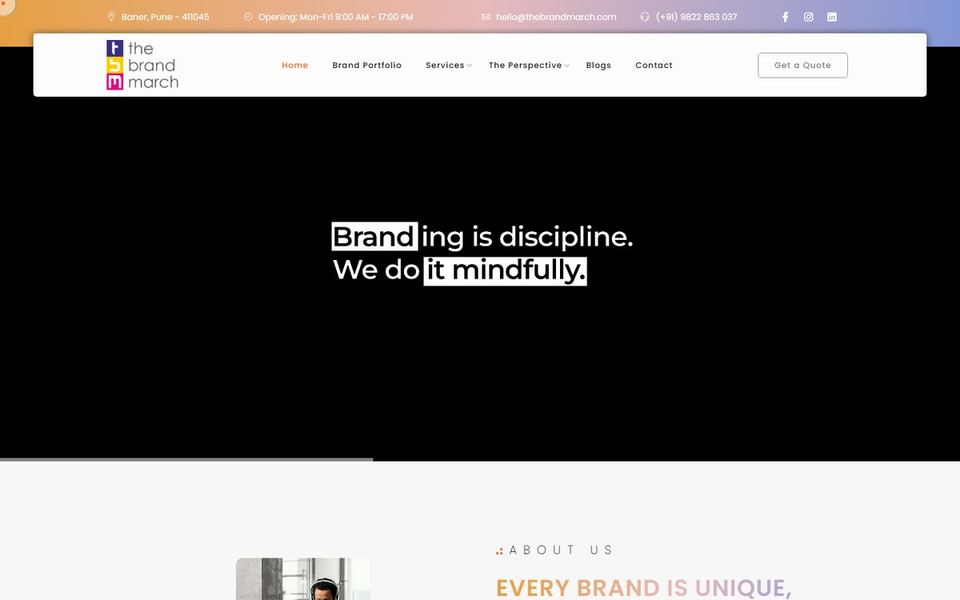 Baner, Pune - 411045
Opening: Mon-Fri 9:00 AM - 17:00 PM
hello@thebrandmarch.com
(+91) 9822 863 037
t
b
m
the
brand
march
Home
Brand Portfolio
Services
The Perspective
Blogs
Contact
Get a Quote
Branding is discipline.
We do it mindfully.
ABOUT US
EVERY BRAND IS UNIQUE,